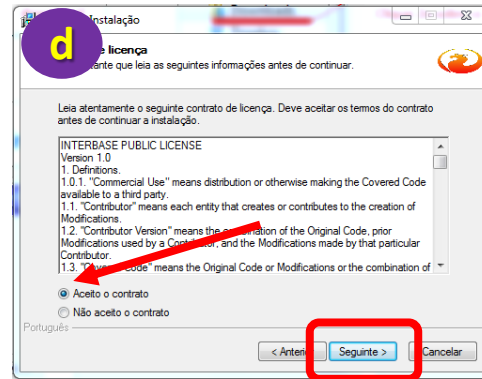 d
Instalação
e licença
ante que leia as seguintes informações antes de continuar.
Leia atentamente o seguinte contrato de licença. Deve aceitar os termos do contrato
antes de continuar a instalação.
INTERBASE PUBLIC LICENSE
Version 1.0
1. Definitions.
1.0.1. "Commercial Use" means distribution or otherwise making the Covered Code
available to a third party.
1.1. "Contributor" means each entity that creates or contributes to the creation of
Modifications.
1.2. "Contributor Version" means the combination of the Original Code, prior
Modifications used by a Contributor, and the Modifications made by that particular
Contributor.
1.3. "Covered Code" means the Original Code or Modifications or the combination of
Aceito o contrato
Não aceito o contrato
Português
< Anterior
Seguinte >
Cancelar